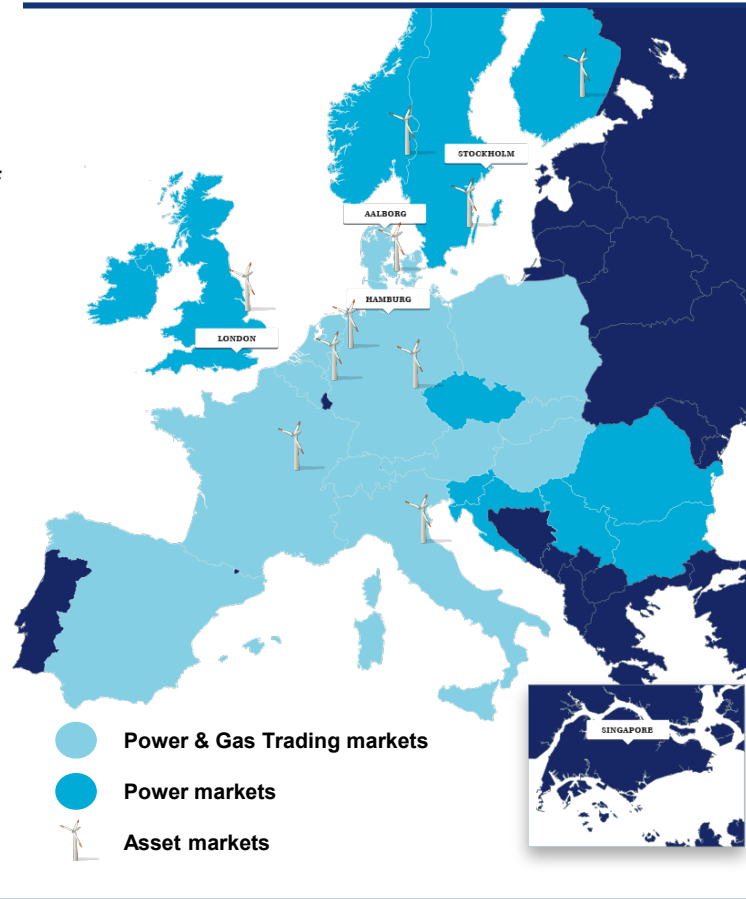 STOCKHOLM
AALBORG
HAMBURG
LONDON
SINGAPORE
Power & Gas Trading markets
Power markets
Asset markets